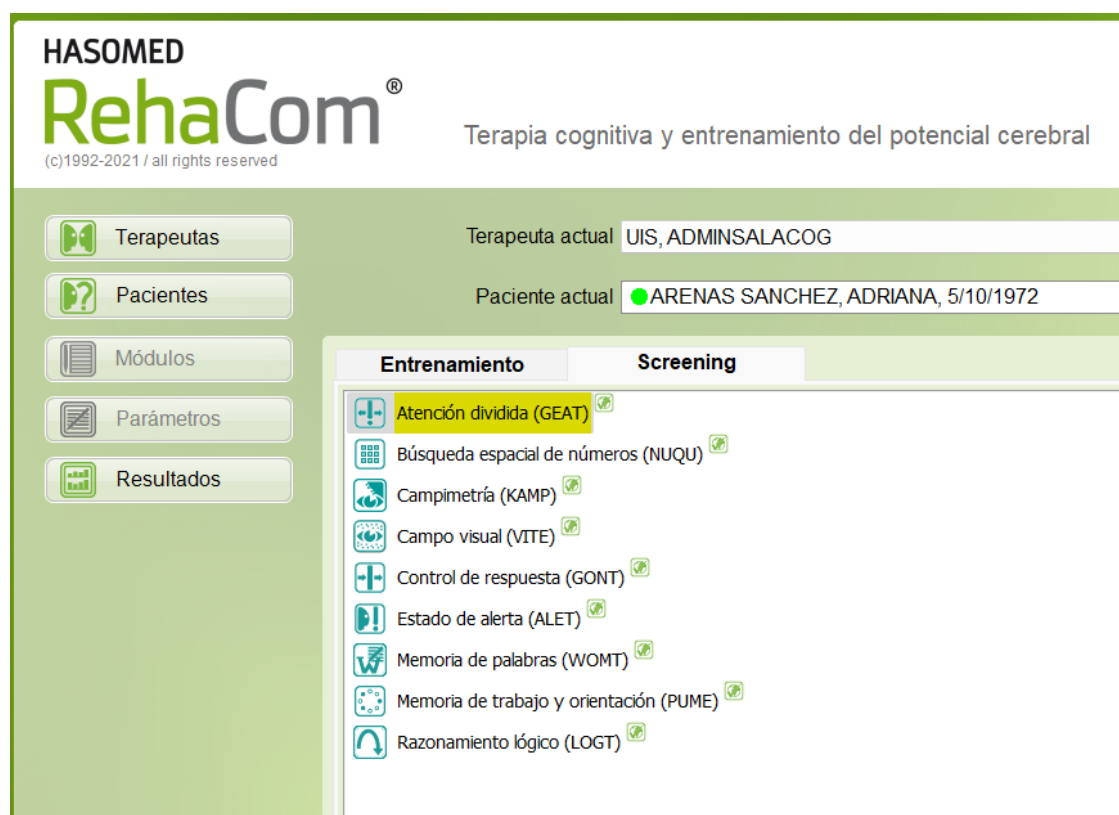 HASOMED
RehaCom®
(c)1992-2021 / all rights reserved
Terapia cognitiva y entrenamiento del potencial cerebral
Terapeutas
Pacientes
Módulos
Parámetros
Resultados
Terapeuta actual UIS, ADMINSALACOG
Paciente actual ARENAS SANCHEZ, ADRIANA, 5/10/1972
Entrenamiento Screening
Atención dividida (GEAT)
Búsqueda espacial de números (NUQU)
Campimetría (KAMP)
Campo visual (VITE)
Control de respuesta (GONT)
Estado de alerta (ALET)
Memoria de palabras (WOMT)
Memoria de trabajo y orientación (PUME)
Razonamiento lógico (LOGT)